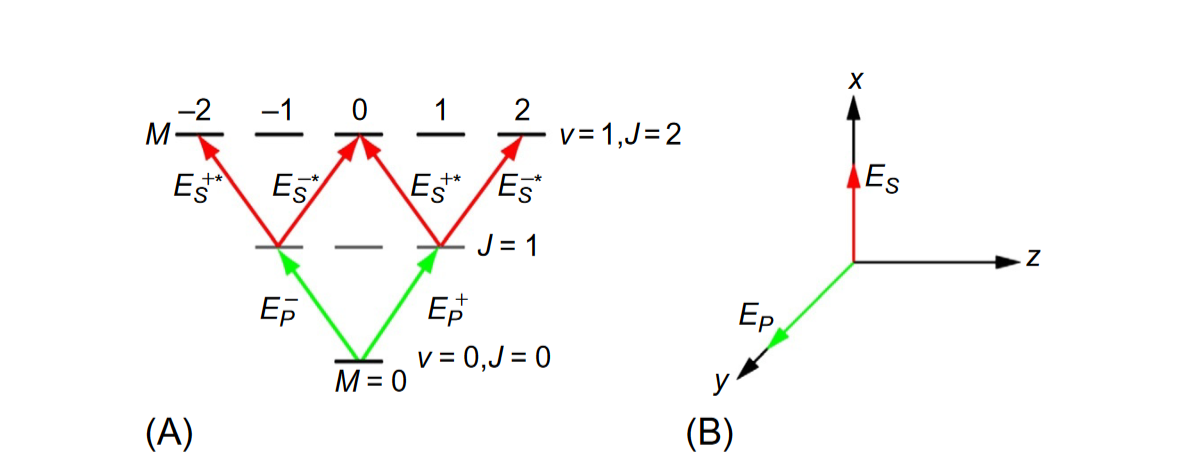 –2 –1 0 1 2
M v=1,J=2
E_S^{+*} E_S^{–*} E_S^{+*} E_S^{–*}
J=1
E_P^– E_P^+
v=0,J=0
M=0
(A)
x
E_S
z
E_P
y
(B)